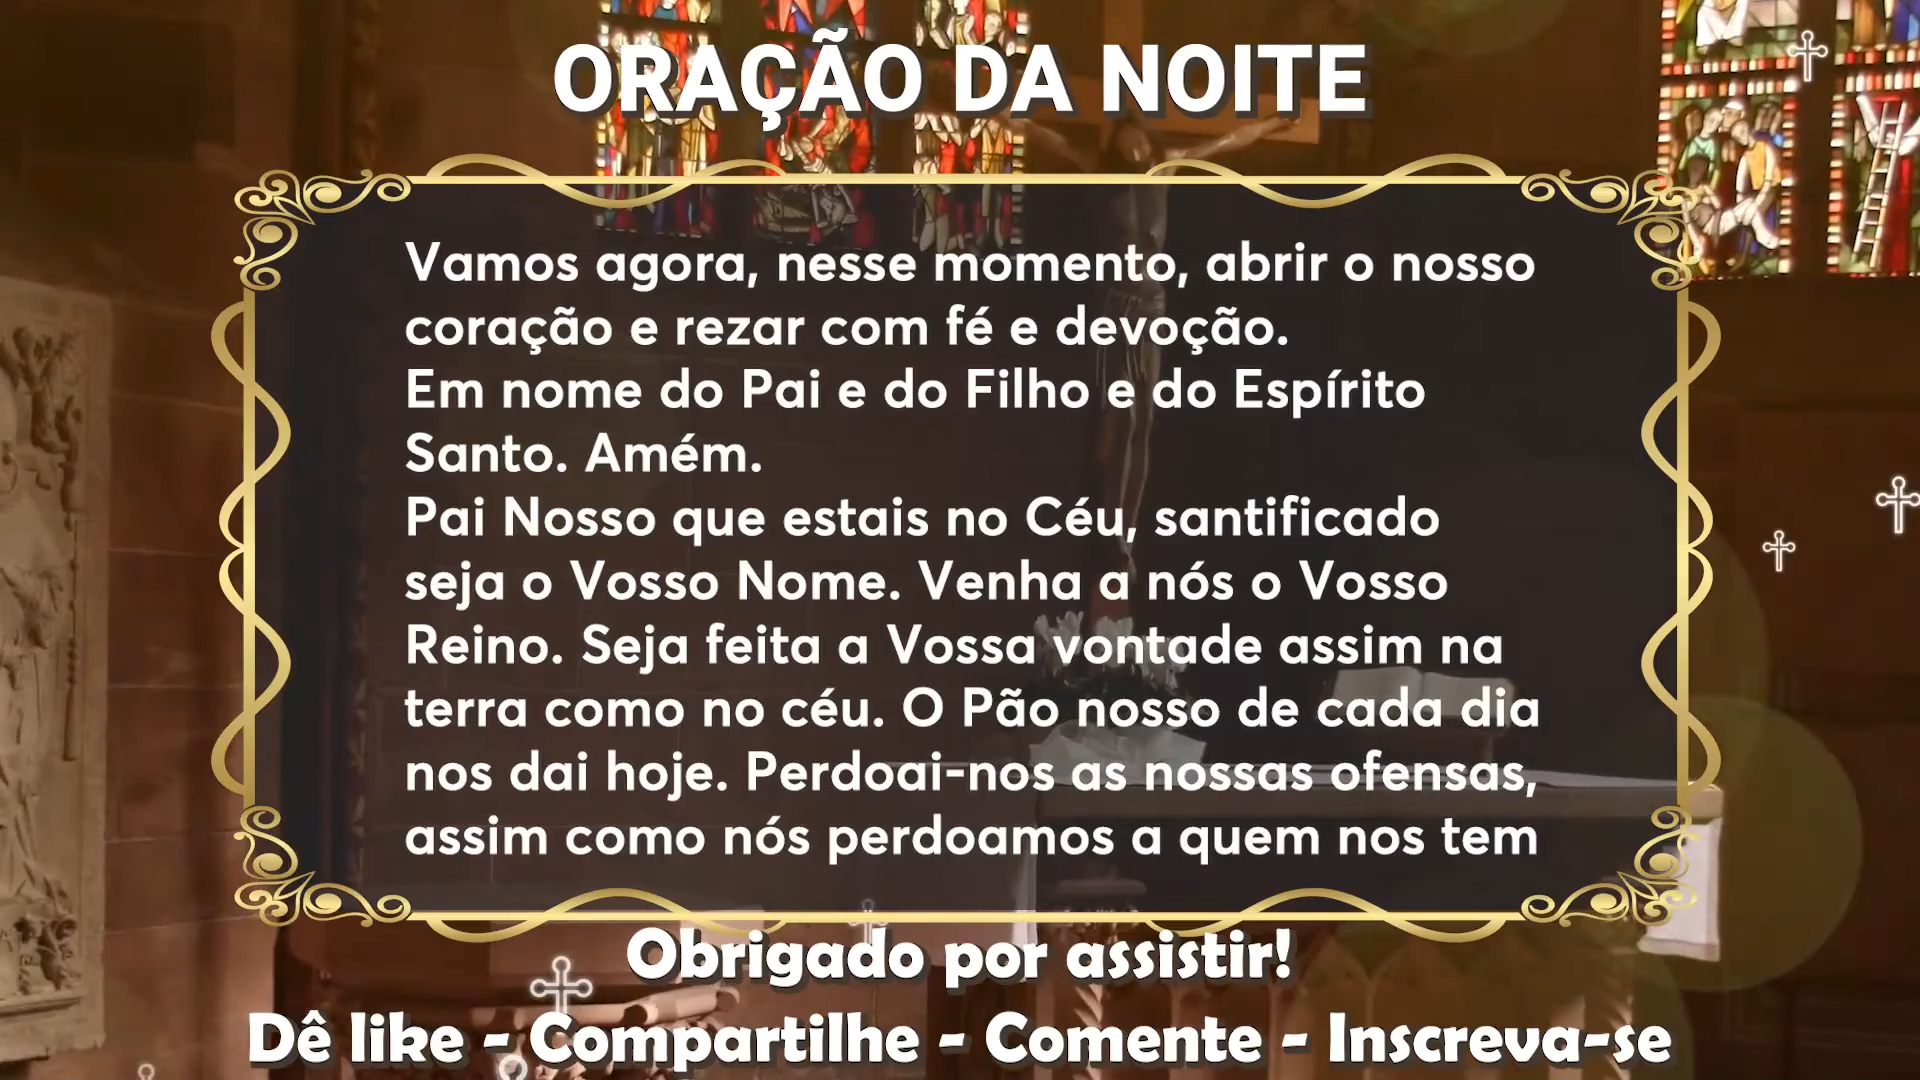 ORAÇÃO DA NOITE
Vamos agora, nesse momento, abrir o nosso
coração e rezar com fé e devoção.
Em nome do Pai e do Filho e do Espírito
Santo. Amém.
Pai Nosso que estais no Céu, santificado
seja o Vosso Nome. Venha a nós o Vosso
Reino. Seja feita a Vossa vontade assim na
terra como no céu. O Pão nosso de cada dia
nos dai hoje. Perdoai-nos as nossas ofensas,
assim como nós perdoamos a quem nos tem
Obrigado por assistir!
Dê like - Compartilhe - Comente - Inscreva-se